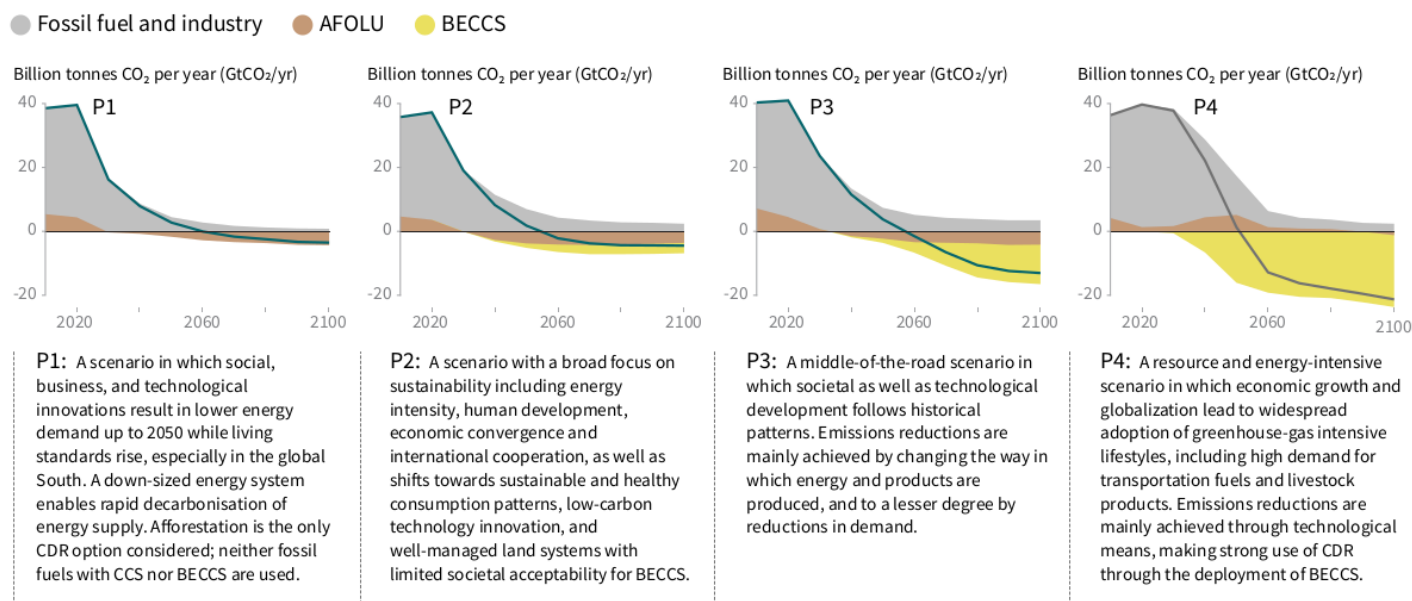 Fossil fuel and industry AFOLU BECCS
Billion tonnes CO₂ per year (GtCO₂/yr)
P1
40
20
0
-20
2020 2060 2100
Billion tonnes CO₂ per year (GtCO₂/yr)
P2
40
20
0
-20
2020 2060 2100
Billion tonnes CO₂ per year (GtCO₂/yr)
P3
40
20
0
-20
2020 2060 2100
Billion tonnes CO₂ per year (GtCO₂/yr)
P4
40
20
0
-20
2020 2060 2100
P1: A scenario in which social,
business, and technological
innovations result in lower energy
demand up to 2050 while living
standards rise, especially in the global
South. A down-sized energy system
enables rapid decarbonisation of
energy supply. Afforestation is the only
CDR option considered; neither fossil
fuels with CCS nor BECCS are used.
P2: A scenario with a broad focus on
sustainability including energy
intensity, human development,
economic convergence and
international cooperation, as well as
shifts towards sustainable and healthy
consumption patterns, low-carbon
technology innovation, and
well-managed land systems with
limited societal acceptability for BECCS.
P3: A middle-of-the-road scenario in
which societal as well as technological
development follows historical
patterns. Emissions reductions are
mainly achieved by changing the way in
which energy and products are
produced, and to a lesser degree by
reductions in demand.
P4: A resource and energy-intensive
scenario in which economic growth and
globalization lead to widespread
adoption of greenhouse-gas intensive
lifestyles, including high demand for
transportation fuels and livestock
products. Emissions reductions are
mainly achieved through technological
means, making strong use of CDR
through the deployment of BECCS.